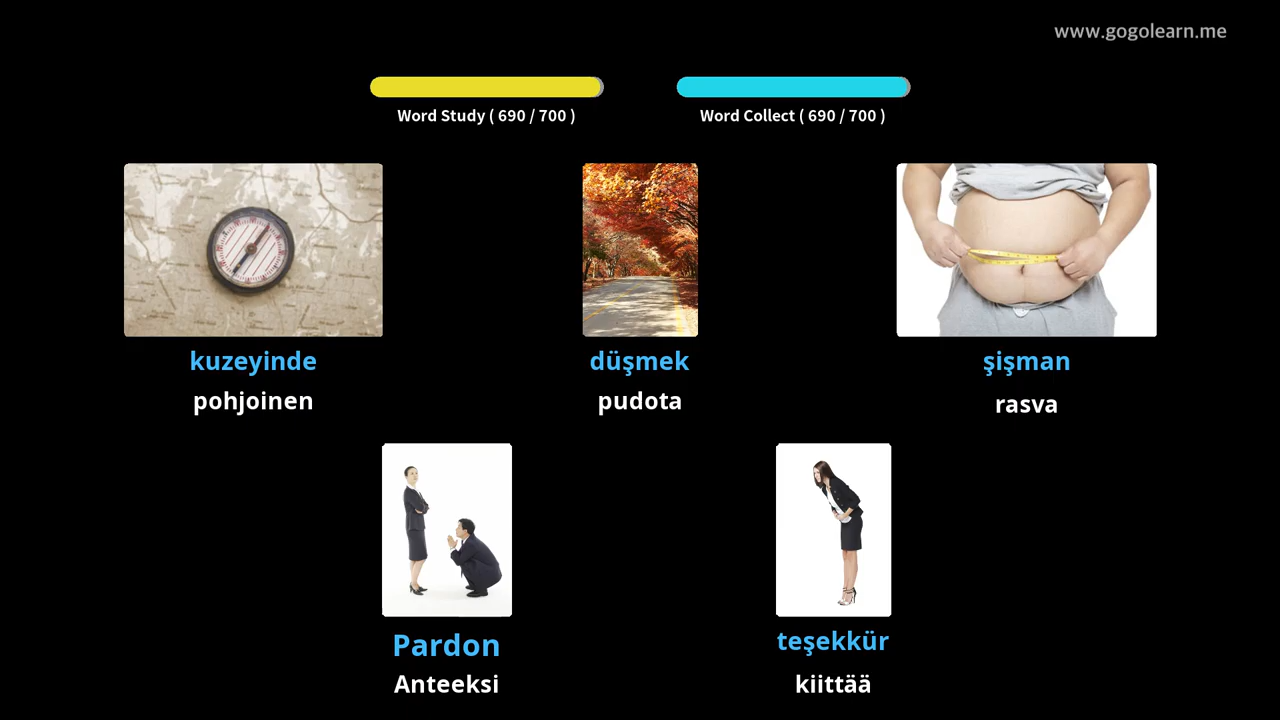 www.gogolearn.me
Word Study ( 690 / 700 )
Word Collect ( 690 / 700 )
kuzeyinde
pohjoinen
düşmek
pudota
şişman
rasva
Pardon
Anteeksi
teşekkür
kiittää